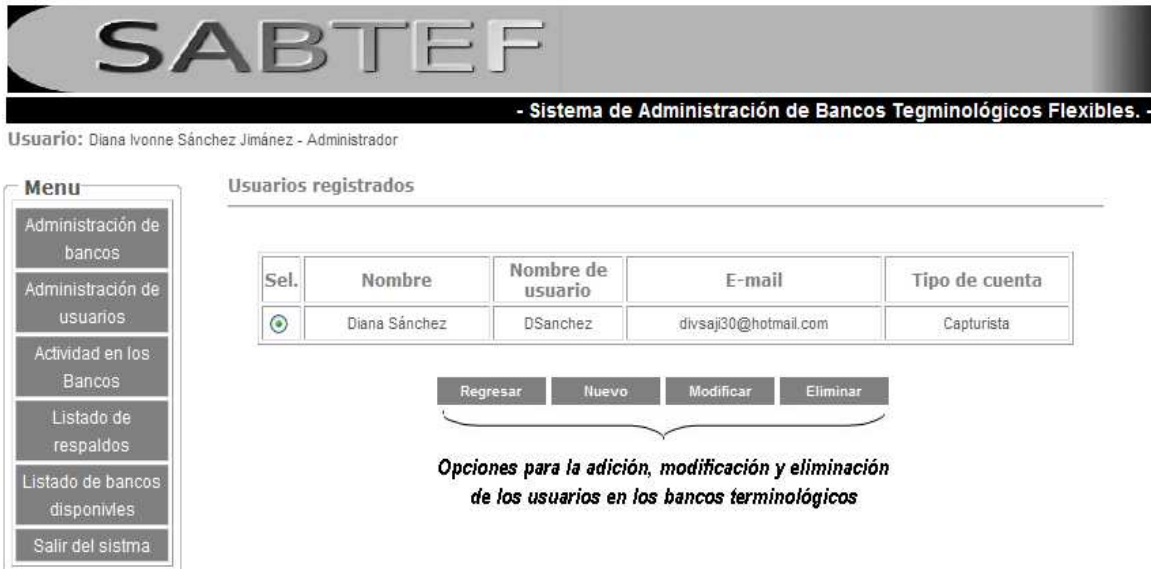 SABTEF
- Sistema de Administración de Bancos Tegminológicos Flexibles. -
Usuario: Diana Ivonne Sánchez Jimánez - Administrador
Menu
Administración de
bancos
Administración de
usuarios
Actividad en los
Bancos
Listado de
respaldos
Listado de bancos
disponivles
Salir del sistma
Usuarios registrados
Sel. Nombre Nombre de usuario E-mail Tipo de cuenta
Diana Sánchez DSanchez divsaji30@hotmail.com Capturista
Regresar Nuevo Modificar Eliminar
Opciones para la adición, modificación y eliminación
de los usuarios en los bancos terminológicos